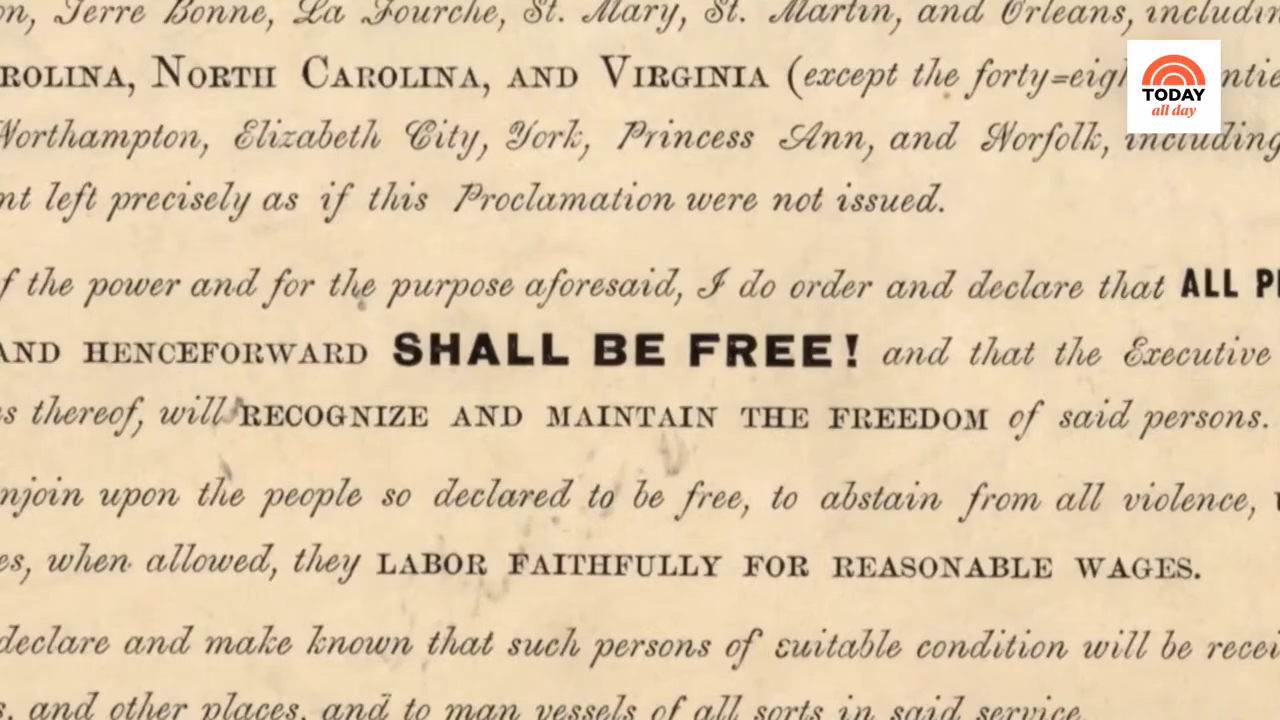 on, Terre Bonne, La Fourche, St. Mary, St. Martin, and Orleans, includin
ROLINA, NORTH CAROLINA, AND VIRGINIA (except the forty=eigh ntie
Northampton, Elizabeth City, York, Princess Ann, and Norfolk, including
nt left precisely as if this Proclamation were not issued.
f the power and for the purpose aforesaid, I do order and declare that ALL PE
AND HENCEFORWARD SHALL BE FREE! and that the Executive
s thereof, will RECOGNIZE AND MAINTAIN THE FREEDOM of said persons.
njoin upon the people so declared to be free, to abstain from all violence,
es, when allowed, they LABOR FAITHFULLY FOR REASONABLE WAGES.
declare and make known that such persons of suitable condition will be recei
s, and other places, and to man vessels of all sorts in said service.
TODAY
all day